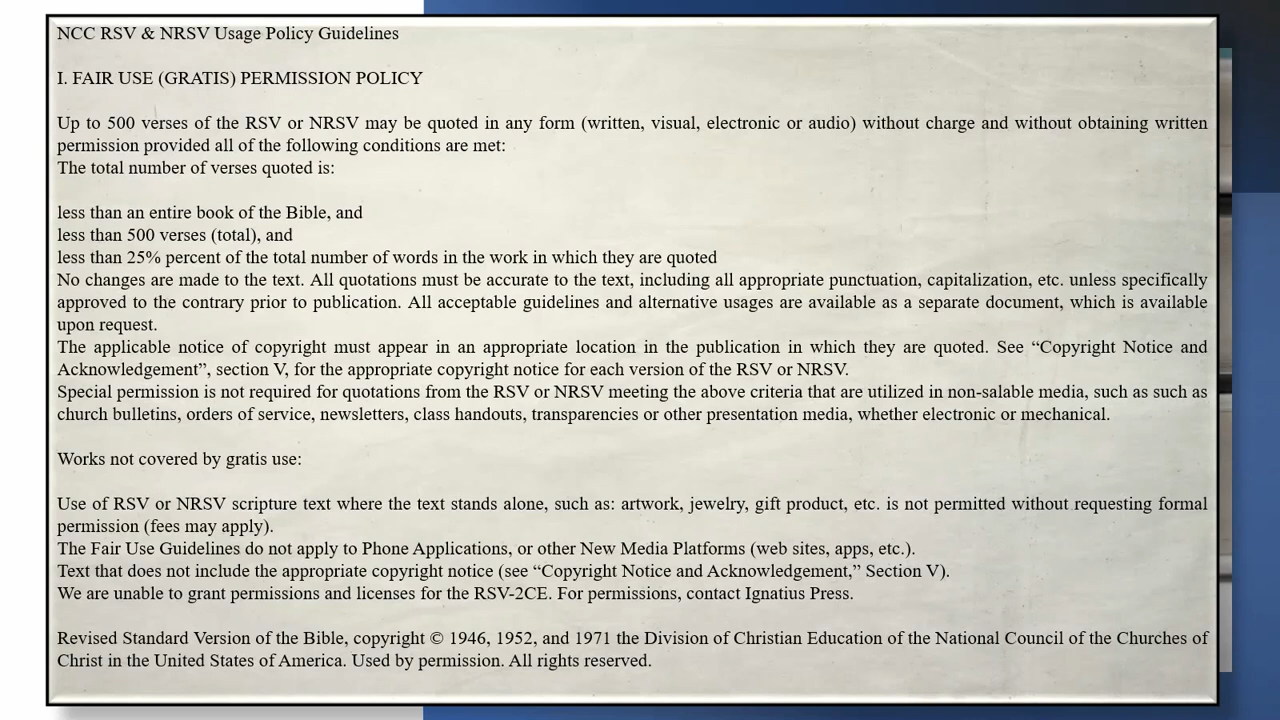 NCC RSV & NRSV Usage Policy Guidelines
I. FAIR USE (GRATIS) PERMISSION POLICY
Up to 500 verses of the RSV or NRSV may be quoted in any form (written, visual, electronic or audio) without charge and without obtaining written
permission provided all of the following conditions are met:
The total number of verses quoted is:
less than an entire book of the Bible, and
less than 500 verses (total), and
less than 25% percent of the total number of words in the work in which they are quoted
No changes are made to the text. All quotations must be accurate to the text, including all appropriate punctuation, capitalization, etc. unless specifically
approved to the contrary prior to publication. All acceptable guidelines and alternative usages are available as a separate document, which is available
upon request.
The applicable notice of copyright must appear in an appropriate location in the publication in which they are quoted. See “Copyright Notice and
Acknowledgement”, section V, for the appropriate copyright notice for each version of the RSV or NRSV.
Special permission is not required for quotations from the RSV or NRSV meeting the above criteria that are utilized in non-salable media, such as such as
church bulletins, orders of service, newsletters, class handouts, transparencies or other presentation media, whether electronic or mechanical.
Works not covered by gratis use:
Use of RSV or NRSV scripture text where the text stands alone, such as: artwork, jewelry, gift product, etc. is not permitted without requesting formal
permission (fees may apply).
The Fair Use Guidelines do not apply to Phone Applications, or other New Media Platforms (web sites, apps, etc.).
Text that does not include the appropriate copyright notice (see “Copyright Notice and Acknowledgement,” Section V).
We are unable to grant permissions and licenses for the RSV-2CE. For permissions, contact Ignatius Press.
Revised Standard Version of the Bible, copyright © 1946, 1952, and 1971 the Division of Christian Education of the National Council of the Churches of
Christ in the United States of America. Used by permission. All rights reserved.